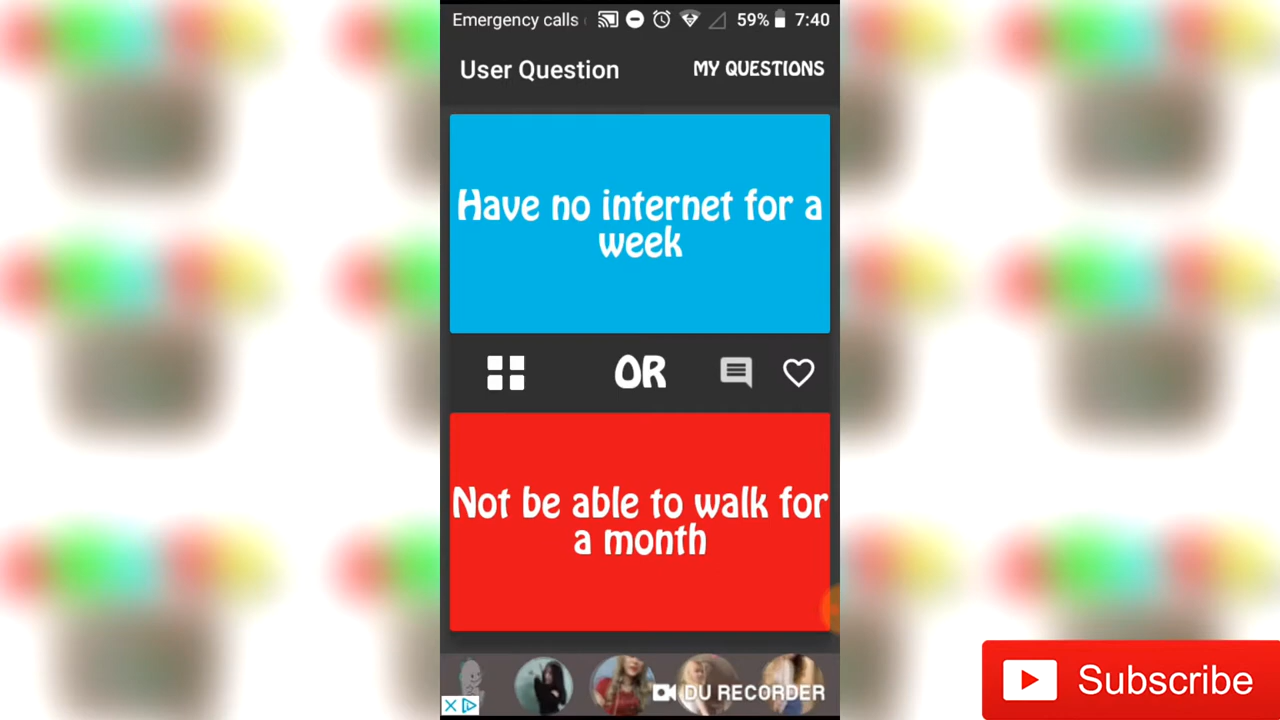 Emergency calls
59% 7:40
User Question
MY QUESTIONS
Have no internet for a
week
OR
Not be able to walk for
a month
DU RECORDER
Subscribe